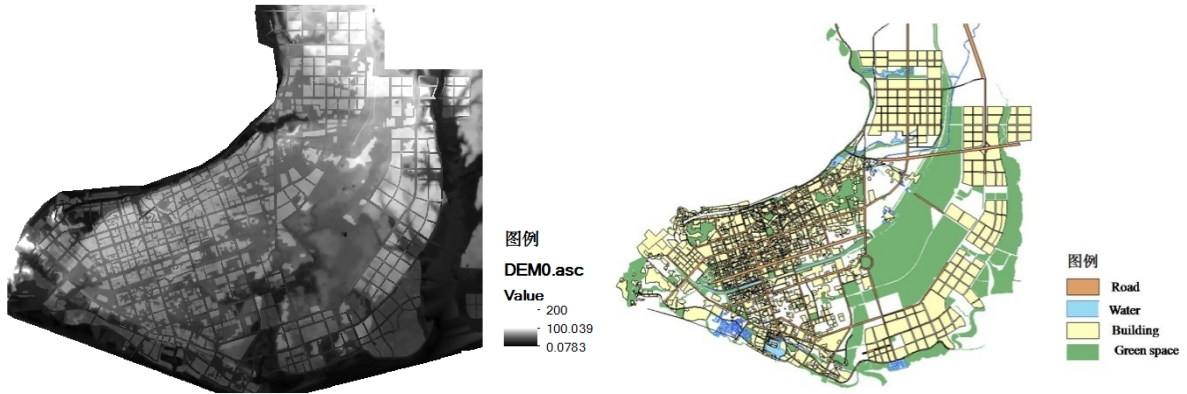 图例
DEM0.asc
Value
200
100.039
0.0783
图例
Road
Water
Building
Green space